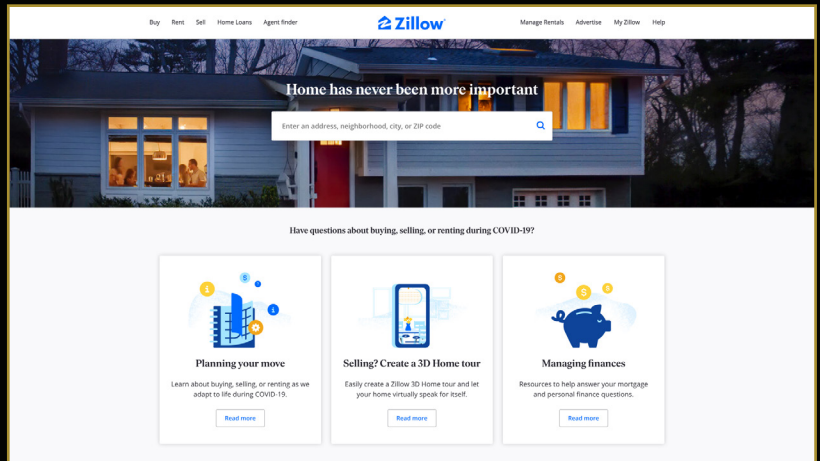 Buy Rent Sell Home Loans Agent finder
Zillow
Manage Rentals Advertise My Zillow Help
Home has never been more important
Enter an address, neighborhood, city, or ZIP code
Have questions about buying, selling, or renting during COVID-19?
Planning your move
Learn about buying, selling, or renting as we
adapt to life during COVID-19.
Read more
Selling? Create a 3D Home tour
Easily create a Zillow 3D Home tour and let
your home virtually speak for itself.
Read more
Managing finances
Resources to help answer your mortgage
and personal finance questions.
Read more